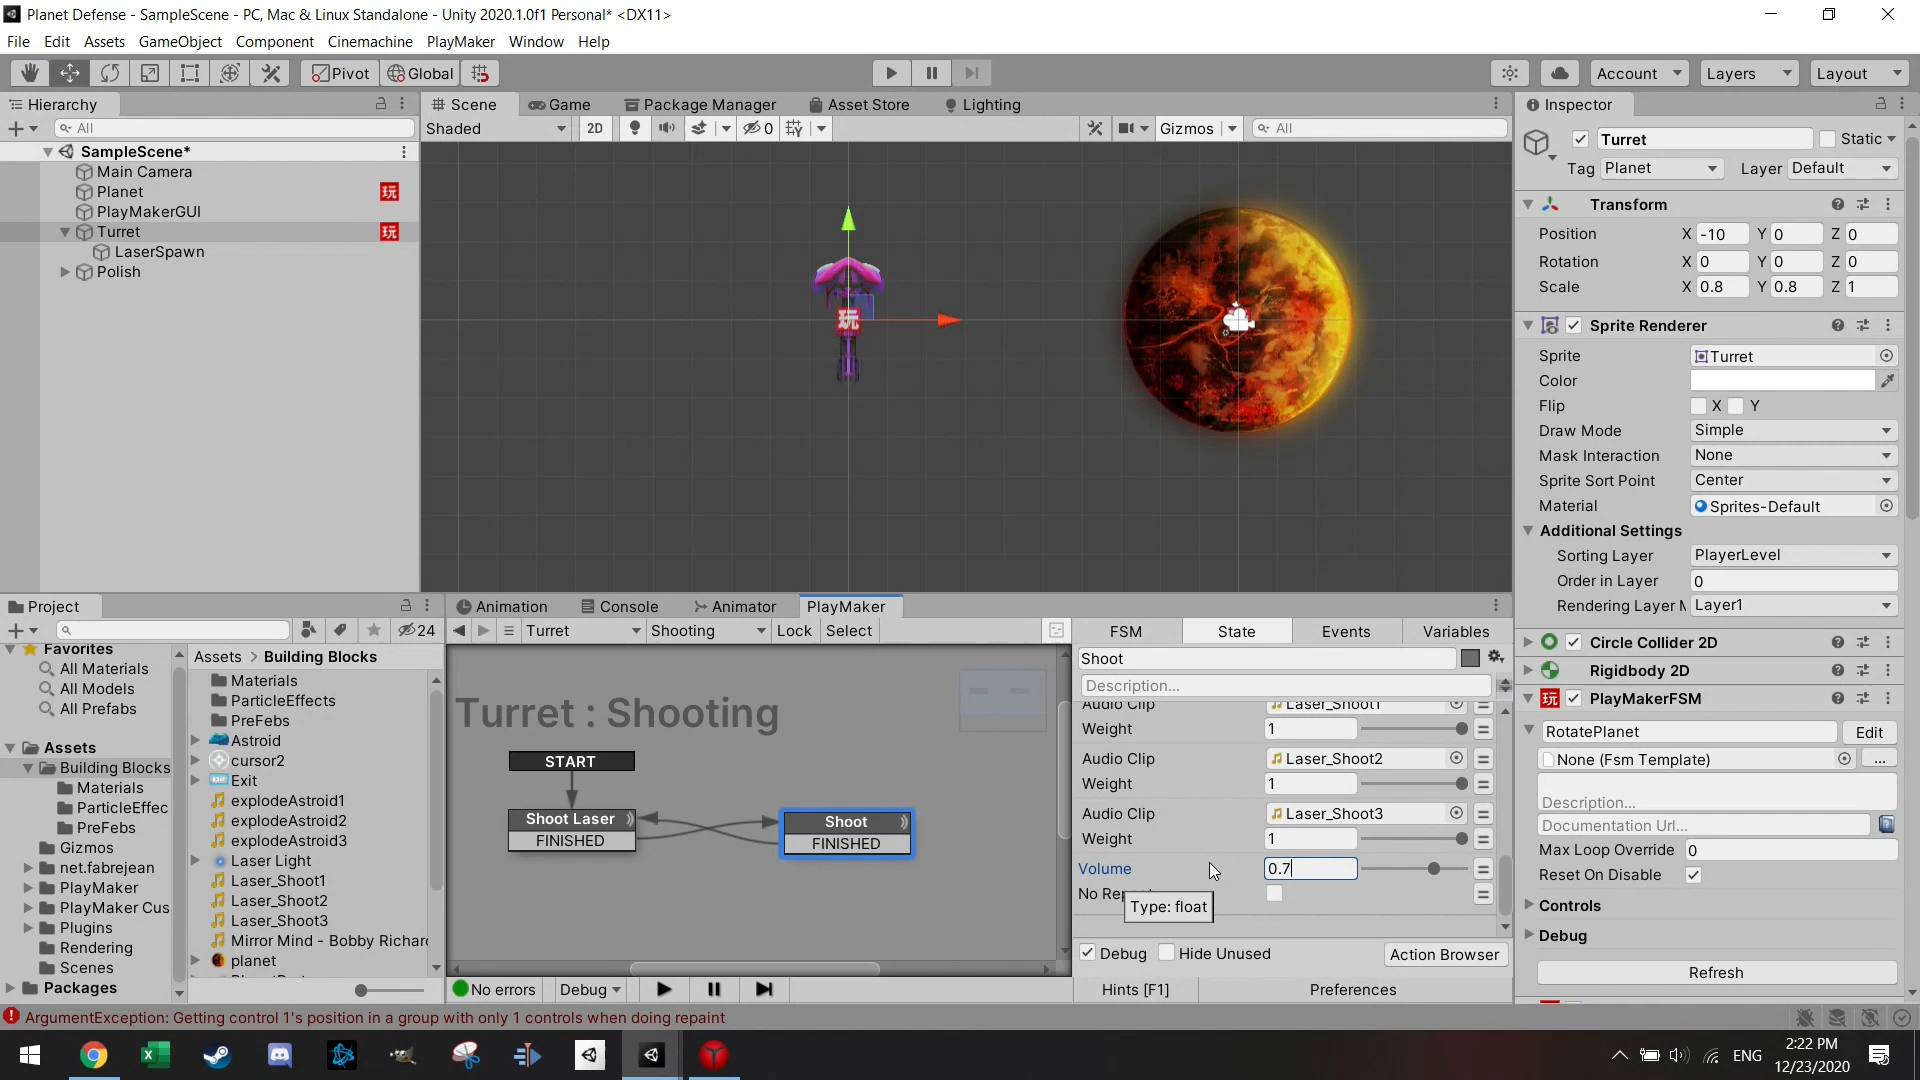 Planet Defense - SampleScene - PC, Mac & Linux Standalone - Unity 2020.1.0f1 Personal* <DX11>
File Edit Assets GameObject Component Cinemachine PlayMaker Window Help
Pivot Global Account Layers Layout
Hierarchy
All
SampleScene*
Main Camera
Planet 玩
PlayMakerGUI
Turret 玩
LaserSpawn
Polish
Scene Game Package Manager Asset Store Lighting
Shaded 2D 0 Gizmos All
玩
Inspector
Turret Static
Tag Planet Layer Default
Transform
Position X -10 Y 0 Z 0
Rotation X 0 Y 0 Z 0
Scale X 0.8 Y 0.8 Z 1
Sprite Renderer
Sprite Turret
Color
Flip X Y
Draw Mode Simple
Mask Interaction None
Sprite Sort Point Center
Material Sprites-Default
Additional Settings
Sorting Layer PlayerLevel
Order in Layer 0
Rendering Layer M Layer1
Circle Collider 2D
Rigidbody 2D
玩 PlayMakerFSM
RotatePlanet Edit
None (Fsm Template) ...
Description...
Documentation Url...
Max Loop Override 0
Reset On Disable
Controls
Debug
Refresh
Project
24
Favorites
All Materials
All Models
All Prefabs
Assets
Building Blocks
Materials
ParticleEffec
PreFebs
Gizmos
net.fabrejean
PlayMaker
PlayMaker Cus
Plugins
Rendering
Scenes
Packages
Assets > Building Blocks
Materials
ParticleEffects
PreFebs
Astroid
cursor2
Exit
explodeAstroid1
explodeAstroid2
explodeAstroid3
Laser Light
Laser_Shoot1
Laser_Shoot2
Laser_Shoot3
Mirror Mind - Bobby Richard
planet
Animation Console Animator PlayMaker
Turret Shooting Lock Select
Turret : Shooting
START
Shoot Laser
FINISHED
Shoot
FINISHED
No errors Debug
FSM State Events Variables
Shoot
Description...
Audio Clip Laser_Shoot1
Weight 1
Audio Clip Laser_Shoot2
Weight 1
Audio Clip Laser_Shoot3
Weight 1
Volume 0.7
No Rep
Type: float
Debug Hide Unused Action Browser
Hints [F1] Preferences
ArgumentException: Getting control 1's position in a group with only 1 controls when doing repaint
ENG
2:22 PM
12/23/2020